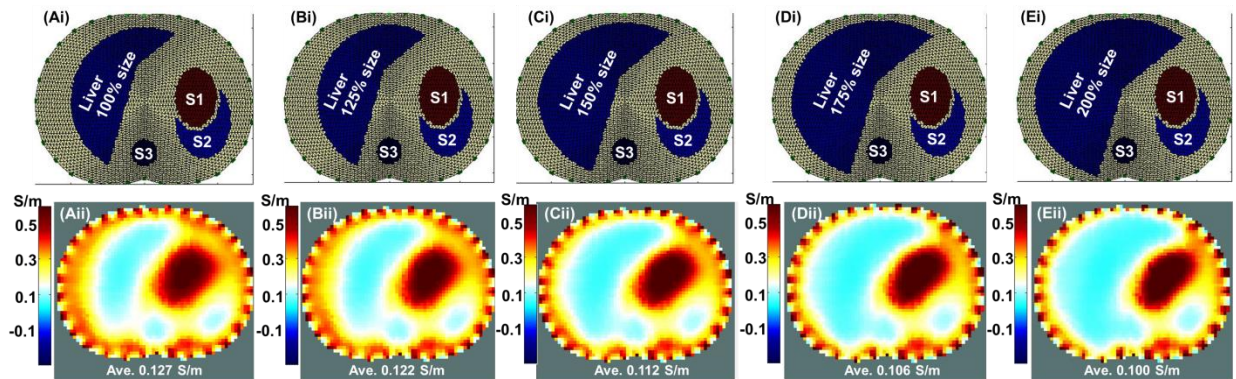 (Ai)
Liver
100% size
S1
S2
S3
(Bi)
Liver
125% size
S1
S2
S3
(Ci)
Liver
150% size
S1
S2
S3
(Di)
Liver
175% size
S1
S2
S3
(Ei)
Liver
200% size
S1
S2
S3
S/m
0.5
0.3
0.1
-0.1
(Aii)
Ave. 0.127 S/m
S/m
0.5
0.3
0.1
-0.1
(Bii)
Ave. 0.122 S/m
S/m
0.5
0.3
0.1
-0.1
(Cii)
Ave. 0.112 S/m
S/m
0.5
0.3
0.1
-0.1
(Dii)
Ave. 0.106 S/m
S/m
0.5
0.3
0.1
-0.1
(Eii)
Ave. 0.100 S/m